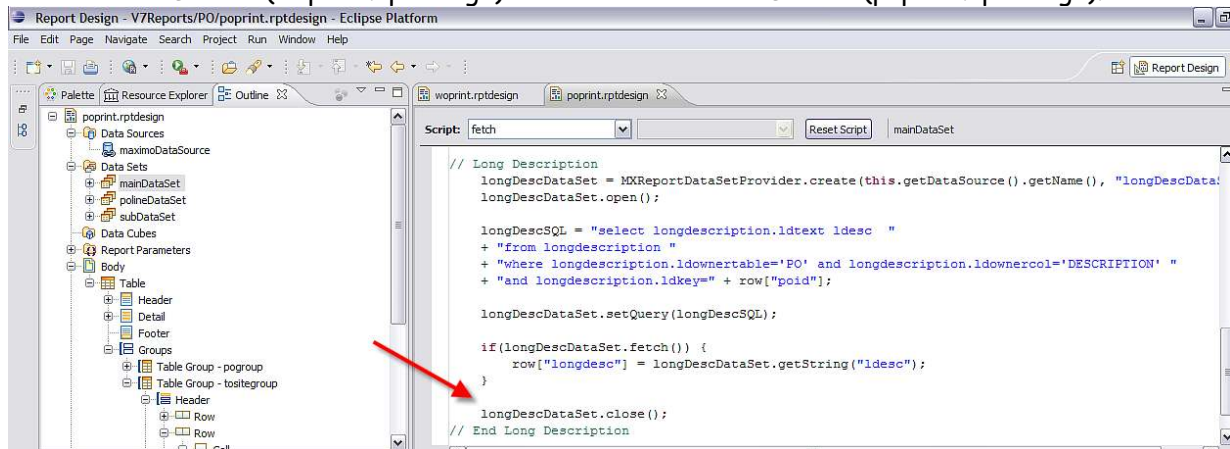 Report Design - V7Reports/PO/poprint.rptdesign - Eclipse Platform
File Edit Page Navigate Search Project Run Window Help
Report Design
Palette Resource Explorer Outline
woprint.rptdesign poprint.rptdesign
poprint.rptdesign
Data Sources
maximoDataSource
Data Sets
mainDataSet
polineDataSet
subDataSet
Data Cubes
Report Parameters
Body
Table
Header
Detail
Footer
Groups
Table Group - pogroup
Table Group - tositegroup
Header
Row
Row
Script: fetch Reset Script mainDataSet
// Long Description
longDescDataSet = MXReportDataSetProvider.create(this.getDataSource().getName(), "longDescData
longDescDataSet.open();
longDescSQL = "select longdescription.ldtext ldesc "
+ "from longdescription "
+ "where longdescription.ldownertable='PO' and longdescription.ldownercol='DESCRIPTION' "
+ "and longdescription.ldkey=" + row["poid"];
longDescDataSet.setQuery(longDescSQL);
if(longDescDataSet.fetch()) {
row["longdesc"] = longDescDataSet.getString("ldesc");
}
longDescDataSet.close();
// End Long Description